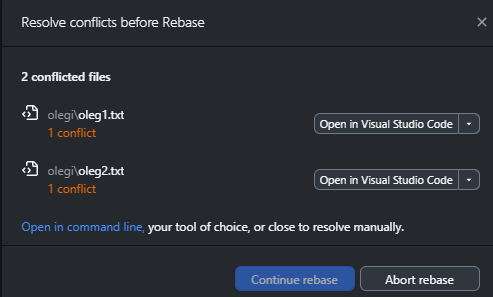 Resolve conflicts before Rebase
2 conflicted files
olegi\oleg1.txt
1 conflict
Open in Visual Studio Code
olegi\oleg2.txt
1 conflict
Open in Visual Studio Code
Open in command line, your tool of choice, or close to resolve manually.
Continue rebase
Abort rebase